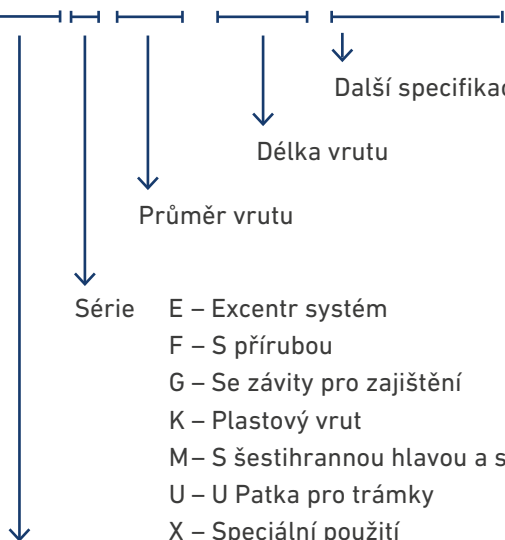 Další specifikac
Délka vrutu
Průměr vrutu
Série E – Excentr systém
F – S přírubou
G – Se závity pro zajištění
K – Plastový vrut
M – S šestihrannou hlavou a s
U – U Patka pro trámky
X – Speciální použití